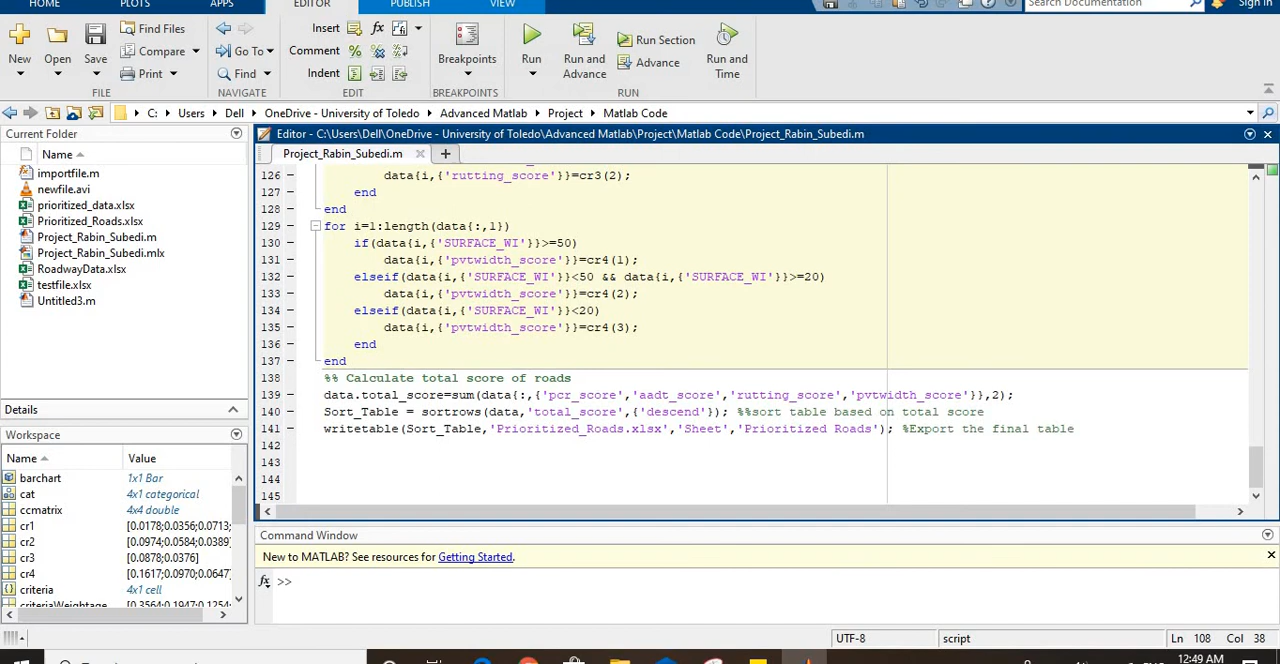 HOME PLOTS APPS EDITOR PUBLISH VIEW Search Documentation Sign In
New Open Save Find Files Compare Print Go To Find Insert Comment Indent Breakpoints Run Run and Advance Run Section Advance Run and Time
FILE NAVIGATE EDIT BREAKPOINTS RUN
C: Users Dell OneDrive - University of Toledo Advanced Matlab Project Matlab Code
Current Folder
Name
importfile.m
newfile.avi
prioritized_data.xlsx
Prioritized_Roads.xlsx
Project_Rabin_Subedi.m
Project_Rabin_Subedi.mlx
RoadwayData.xlsx
testfile.xlsx
Untitled3.m
Details
Workspace
Name Value
barchart 1x1 Bar
cat 4x1 categorical
ccmatrix 4x4 double
cr1 [0.0178;0.0356;0.0713;
cr2 [0.0974;0.0584;0.0389]
cr3 [0.0878;0.0376]
cr4 [0.1617;0.0970;0.0647]
criteria 4x1 cell
criteriaWeightage [0.3564;0.1947;0.1254;
Editor - C:\Users\Dell\OneDrive - University of Toledo\Advanced Matlab\Project\Matlab Code\Project_Rabin_Subedi.m
Project_Rabin_Subedi.m
126 data{i,{'rutting_score'}}=cr3(2);
127 end
128 end
129 for i=1:length(data{:,1})
130 if(data{i,{'SURFACE_WI'}}>=50)
131 data{i,{'pvtwidth_score'}}=cr4(1);
132 elseif(data{i,{'SURFACE_WI'}}<50 && data{i,{'SURFACE_WI'}}>=20)
133 data{i,{'pvtwidth_score'}}=cr4(2);
134 elseif(data{i,{'SURFACE_WI'}}<20)
135 data{i,{'pvtwidth_score'}}=cr4(3);
136 end
137 end
138 %% Calculate total score of roads
139 data.total_score=sum(data{:,{'pcr_score','aadt_score','rutting_score','pvtwidth_score'}},2);
140 Sort_Table = sortrows(data,'total_score',{'descend'}); %%sort table based on total score
141 writetable(Sort_Table,'Prioritized_Roads.xlsx','Sheet','Prioritized Roads'); %Export the final table
142
143
144
145
Command Window
New to MATLAB? See resources for Getting Started.
fx >>
UTF-8 script Ln 108 Col 38
12:49 AM